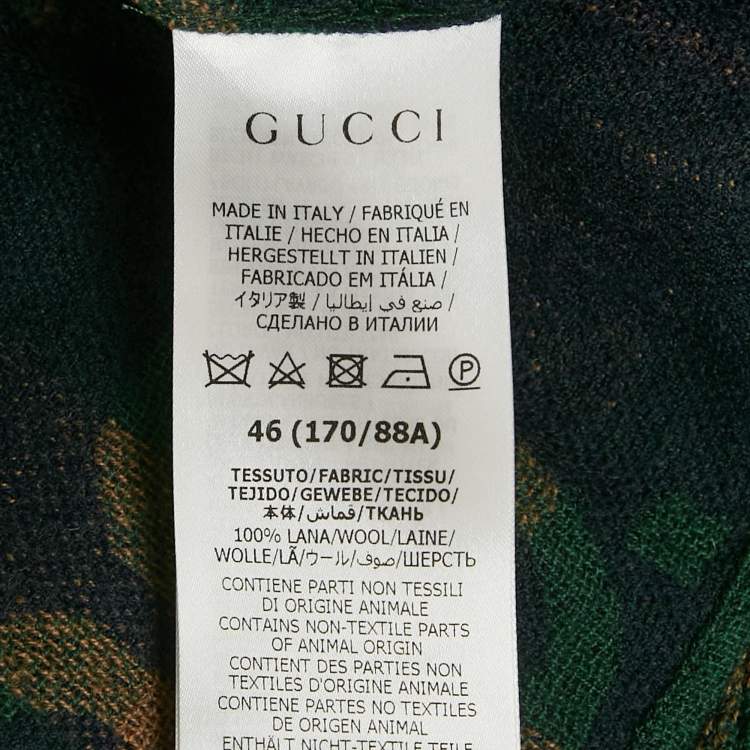 GUCCI
MADE IN ITALY / FABRIQUÉ EN
ITALIE / HECHO EN ITALIA /
HERGESTELLT IN ITALIEN /
FABRICADO EM ITÁLIA /
イタリア製 / صنع في إيطاليا /
СДЕЛАНО В ИТАЛИИ
P
46 (170/88A)
TESSUTO/FABRIC/TISSU/
TEJIDO/GEWEBE/TECIDO/
本体/قماش/ТКАНЬ
100% LANA/WOOL/LAINE/
WOLLE/LÃ/ウール/صوف/ШЕРСТЬ
CONTIENE PARTI NON TESSILI
DI ORIGINE ANIMALE
CONTAINS NON-TEXTILE PARTS
OF ANIMAL ORIGIN
CONTIENT DES PARTIES NON
TEXTILES D'ORIGINE ANIMALE
CONTIENE PARTES NO TEXTILES
DE ORIGEN ANIMAL
ENTHÄLT NICHT-TEXTILE TEILE